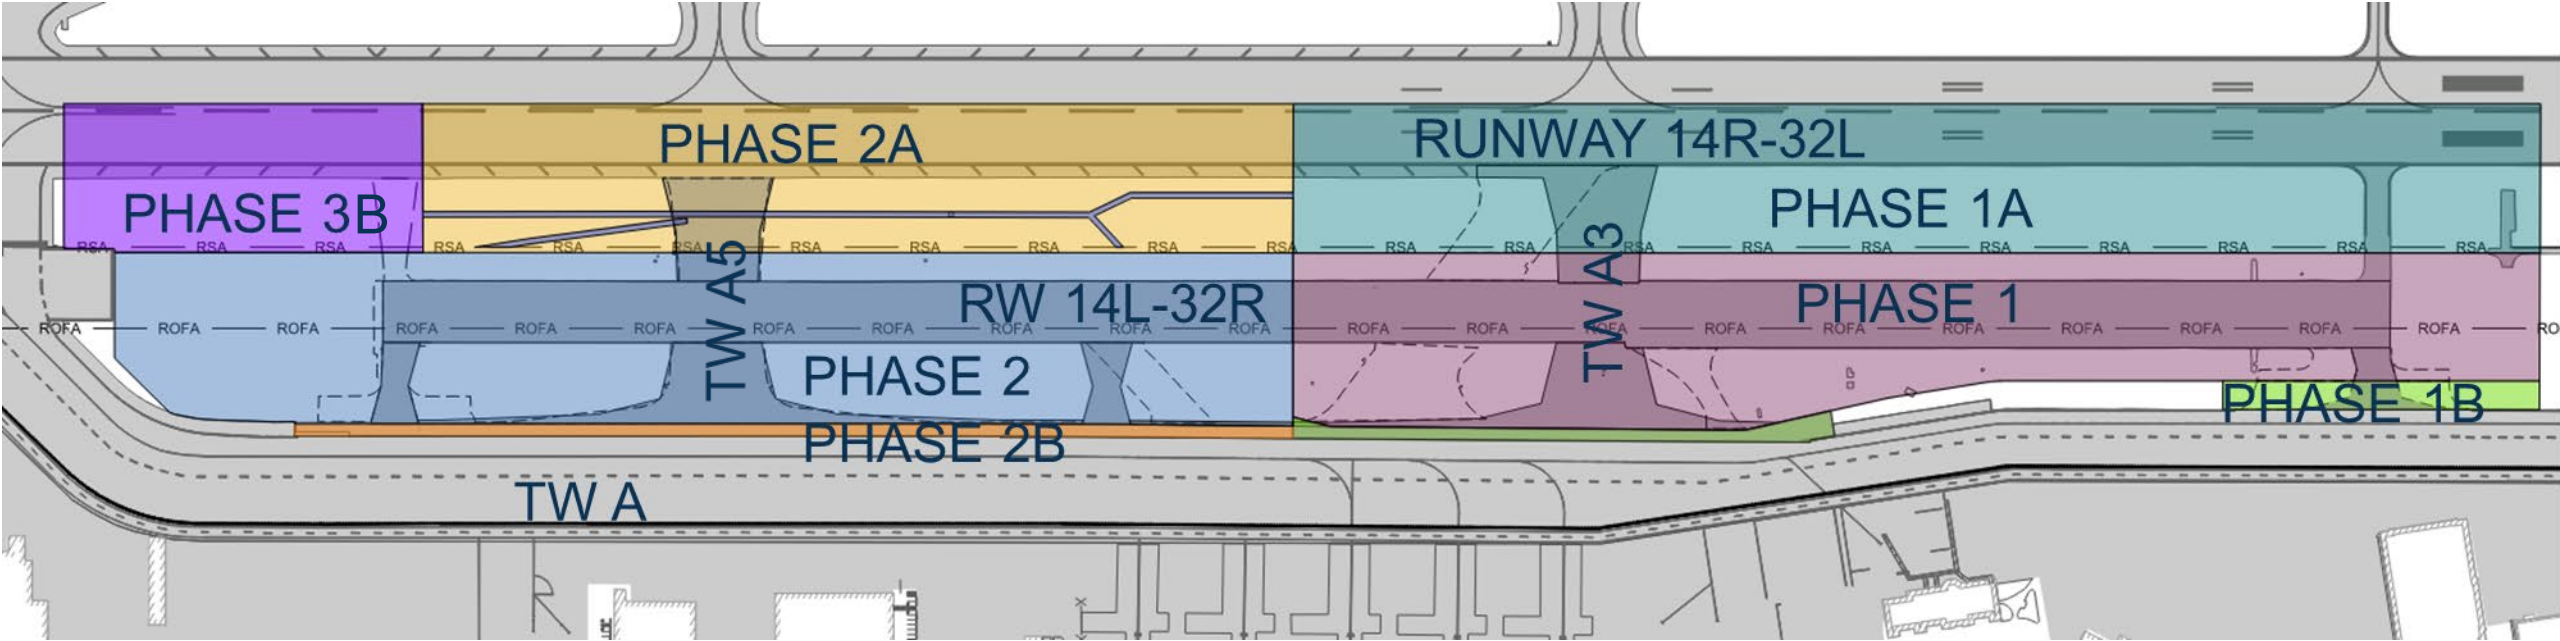 PHASE 2A
RUNWAY 14R-32L
PHASE 3B
PHASE 1A
RSA RSA RSA RSA RSA RSA RSA RSA RSA RSA RSA RSA RSA RSA RSA RSA RSA RSA RSA RSA RSA
TW A5
TW A3
RW 14L-32R
PHASE 1
ROFA ROFA ROFA ROFA ROFA ROFA ROFA ROFA ROFA ROFA ROFA ROFA ROFA ROFA ROFA ROFA ROFA ROFA ROFA ROFA ROFA RO
PHASE 2
PHASE 1B
PHASE 2B
TW A